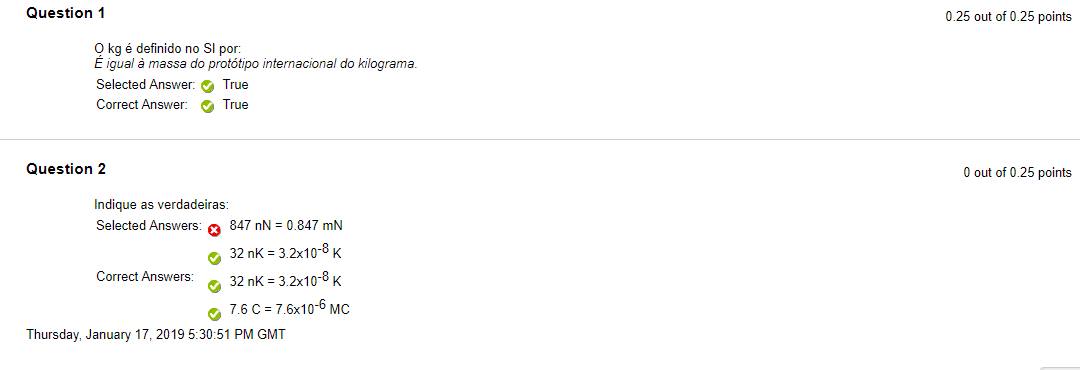 Question 1
0.25 out of 0.25 points
O kg é definido no SI por:
É igual à massa do protótipo internacional do kilograma.
Selected Answer: True
Correct Answer: True
Question 2
0 out of 0.25 points
Indique as verdadeiras:
Selected Answers: 847 nN = 0.847 mN
32 nK = 3.2x10⁻⁸ K
Correct Answers: 32 nK = 3.2x10⁻⁸ K
7.6 C = 7.6x10⁻⁶ MC
Thursday, January 17, 2019 5:30:51 PM GMT